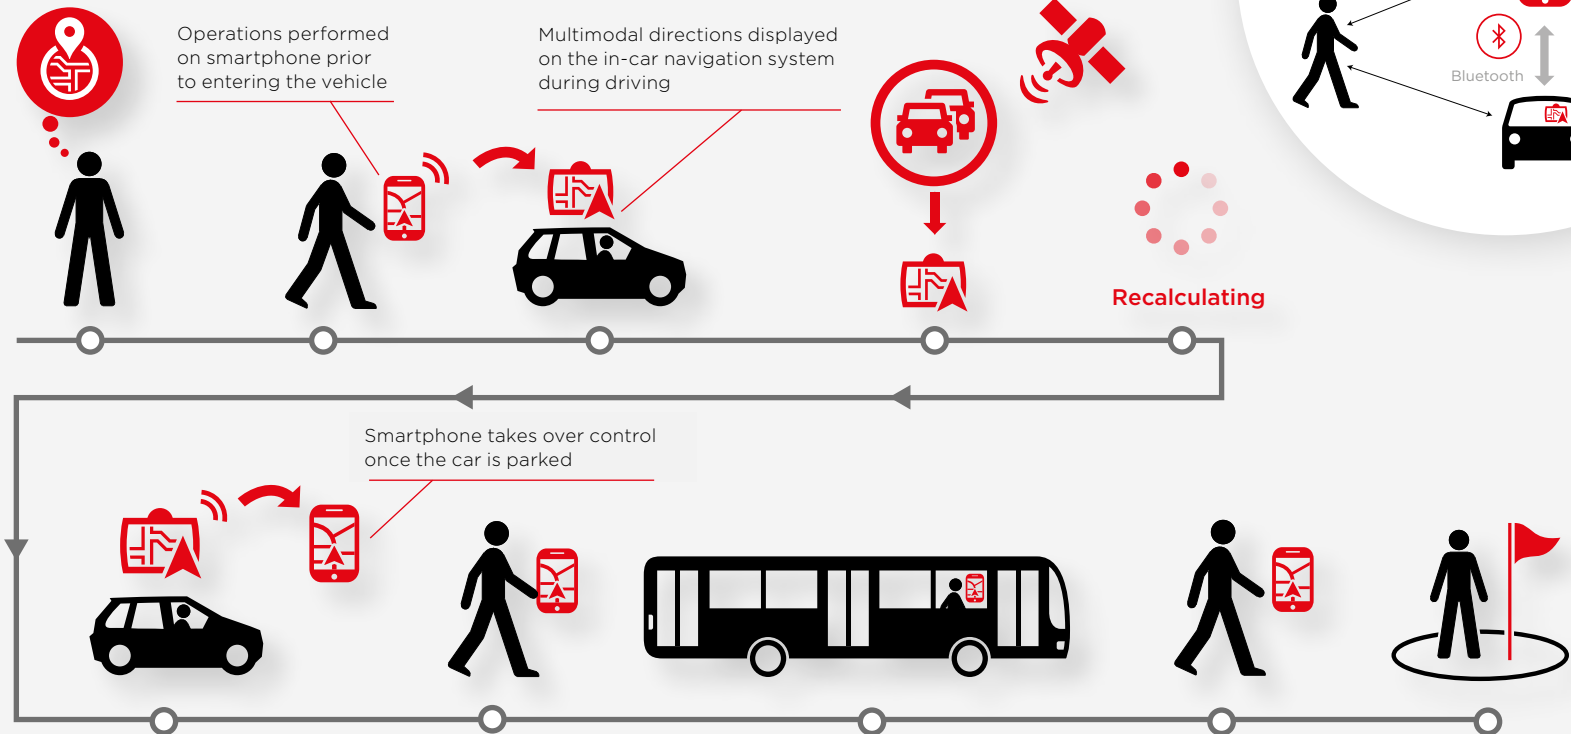 Operations performed
on smartphone prior
to entering the vehicle
Multimodal directions displayed
on the in-car navigation system
during driving
Bluetooth
Recalculating
Smartphone takes over control
once the car is parked